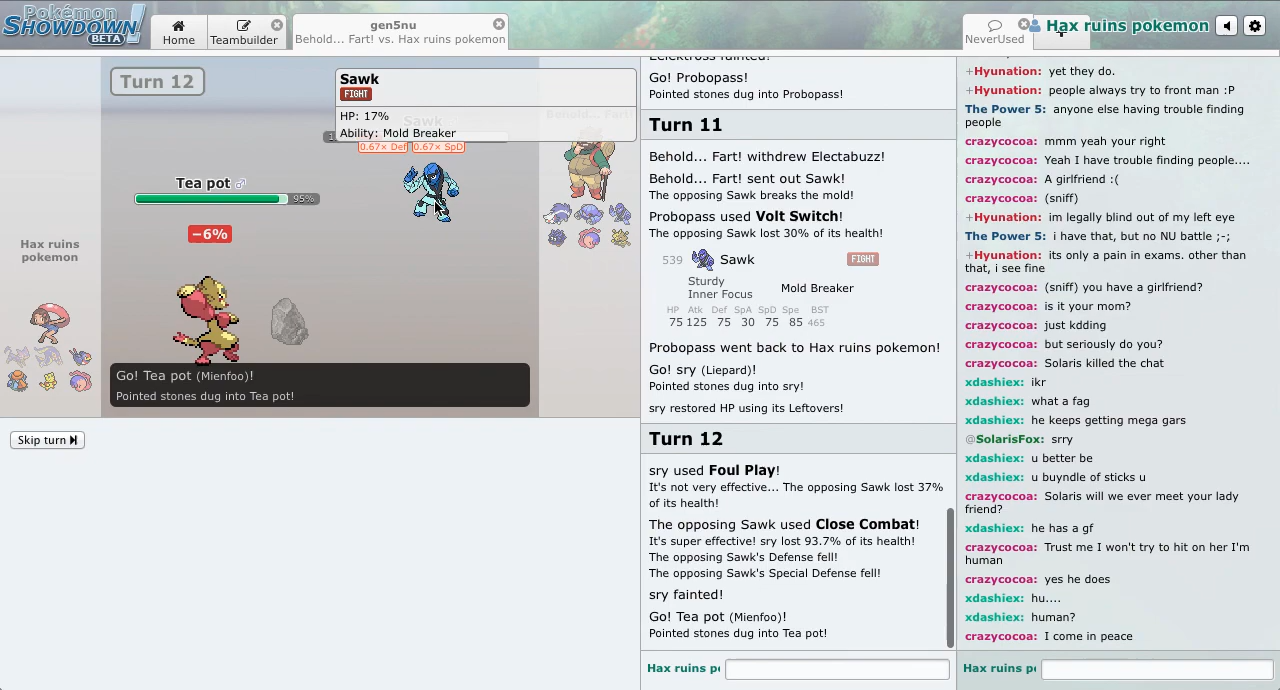 Pokémon
SHOWDOWN!
BETA
Home
Teambuilder
gen5nu
Behold... Fart! vs. Hax ruins pokemon
NeverUsed
Hax ruins pokemon
Turn 12
Sawk
FIGHT
HP: 17%
Ability: Mold Breaker
Sawk
0.67× Def
0.67× SpD
Behold... Fart!
Tea pot ♂
95%
−6%
Hax ruins
pokemon
Go! Tea pot (Mienfoo)!
Pointed stones dug into Tea pot!
Skip turn
Eelektross fainted!
Go! Probopass!
Pointed stones dug into Probopass!
Turn 11
Behold... Fart! withdrew Electabuzz!
Behold... Fart! sent out Sawk!
The opposing Sawk breaks the mold!
Probopass used Volt Switch!
The opposing Sawk lost 30% of its health!
539 Sawk FIGHT
Sturdy
Inner Focus
Mold Breaker
HP Atk Def SpA SpD Spe BST
75 125 75 30 75 85 465
Probopass went back to Hax ruins pokemon!
Go! sry (Liepard)!
Pointed stones dug into sry!
sry restored HP using its Leftovers!
Turn 12
sry used Foul Play!
It's not very effective... The opposing Sawk lost 37%
of its health!
The opposing Sawk used Close Combat!
It's super effective! sry lost 93.7% of its health!
The opposing Sawk's Defense fell!
The opposing Sawk's Special Defense fell!
sry fainted!
Go! Tea pot (Mienfoo)!
Pointed stones dug into Tea pot!
Hax ruins p
+Hyunation: yet they do.
+Hyunation: people always try to front man :P
The Power 5: anyone else having trouble finding
people
crazycocoa: mmm yeah your right
crazycocoa: Yeah I have trouble finding people....
crazycocoa: A girlfriend :(
crazycocoa: (sniff)
+Hyunation: im legally blind out of my left eye
The Power 5: i have that, but no NU battle ;-;
+Hyunation: its only a pain in exams. other than
that, i see fine
crazycocoa: (sniff) you have a girlfriend?
crazycocoa: is it your mom?
crazycocoa: just kdding
crazycocoa: but seriously do you?
crazycocoa: Solaris killed the chat
xdashiex: ikr
xdashiex: what a fag
xdashiex: he keeps getting mega gars
@SolarisFox: srry
xdashiex: u better be
xdashiex: u buyndle of sticks u
crazycocoa: Solaris will we ever meet your lady
friend?
xdashiex: he has a gf
crazycocoa: Trust me I won't try to hit on her I'm
human
crazycocoa: yes he does
xdashiex: hu....
xdashiex: human?
crazycocoa: I come in peace
Hax ruins p